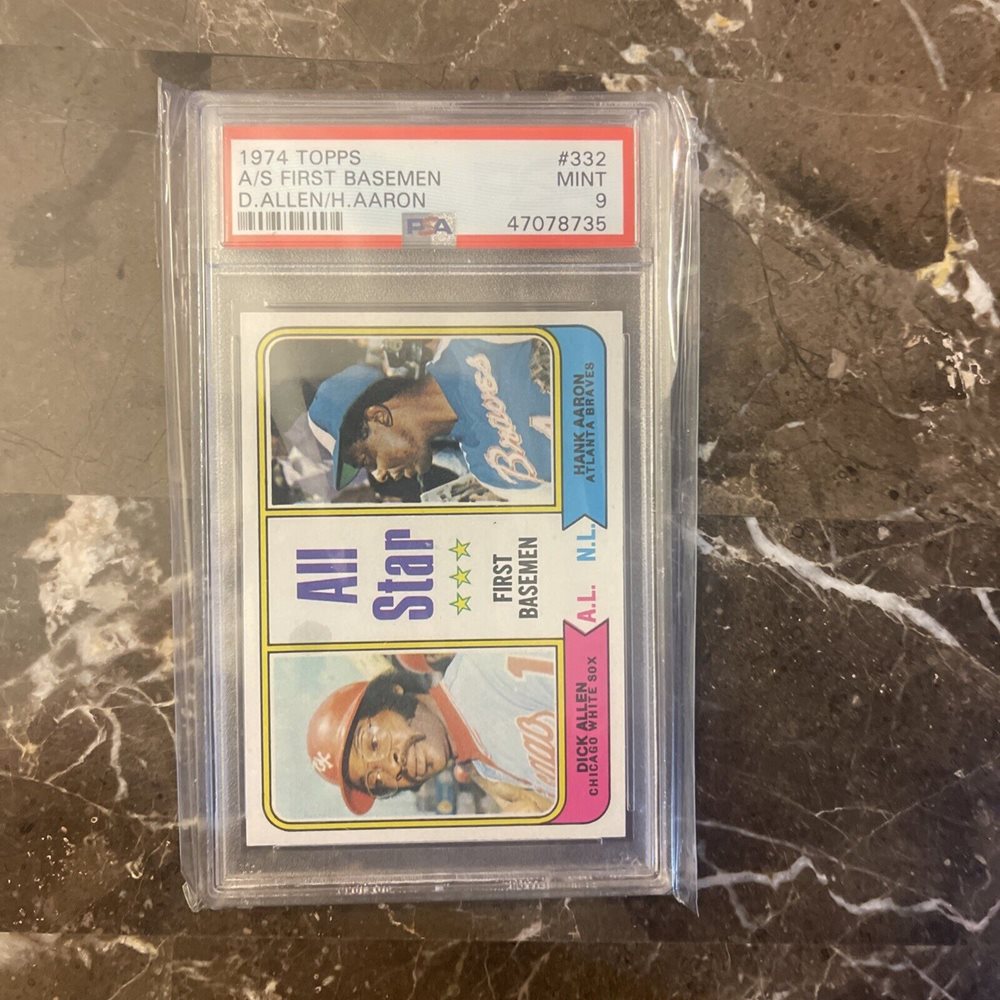 1974 TOPPS #332
A/S FIRST BASEMEN MINT
D.ALLEN/H.AARON 9
PSA 47078735
All
Star
FIRST
BASEMEN
A.L. N.L.
DICK ALLEN
CHICAGO WHITE SOX
HANK AARON
ATLANTA BRAVES
Braves